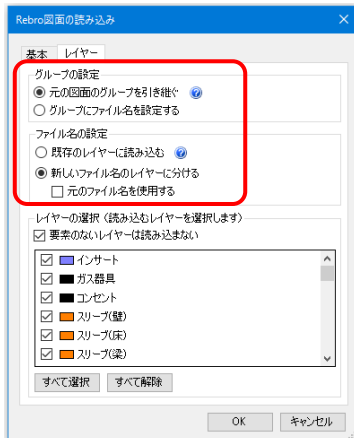 Rebro図面の読み込み
基本 レイヤー
グループの設定
元の図面のグループを引き継ぐ
グループにファイル名を設定する
ファイル名の設定
既存のレイヤーに読み込む
新しいファイル名のレイヤーに分ける
元のファイル名を使用する
レイヤーの選択（読み込むレイヤーを選択します）
要素のないレイヤーは読み込まない
インサート
ガス器具
コンセント
スリーブ(壁)
スリーブ(床)
スリーブ(梁)
すべて選択 すべて解除
OK キャンセル